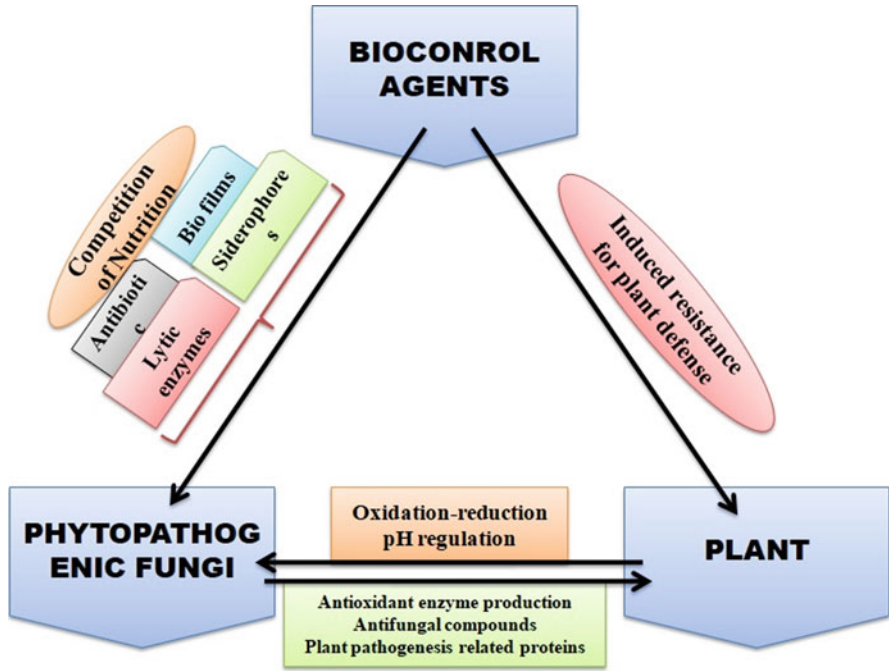 BIOCONROL
AGENTS
Competition
of Nutrition
Bio films
Siderophore
s
Antibioti
c
Lytic
enzymes
Induced resistance
for plant defense
PHYTOPATHOG
ENIC FUNGI
Oxidation-reduction
pH regulation
PLANT
Antioxidant enzyme production
Antifungal compounds
Plant pathogenesis related proteins